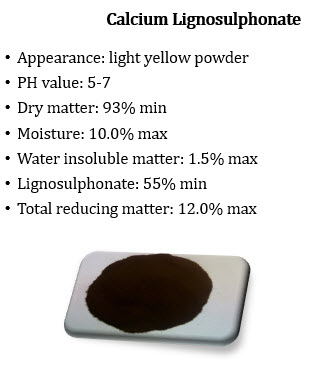 Calcium Lignosulphonate
• Appearance: light yellow powder
• PH value: 5-7
• Dry matter: 93% min
• Moisture: 10.0% max
• Water insoluble matter: 1.5% max
• Lignosulphonate: 55% min
• Total reducing matter: 12.0% max